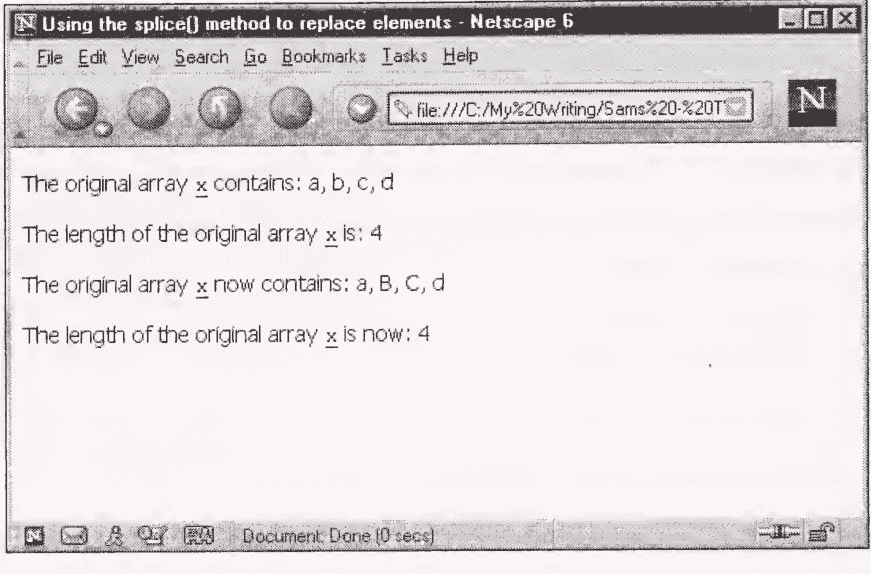 N Using the splice() method to replace elements - Netscape 6
File Edit View Search Go Bookmarks Tasks Help
file:///C:/My%20Writing/Sams%20-%20T
N
The original array x contains: a, b, c, d
The length of the original array x is: 4
The original array x now contains: a, B, C, d
The length of the original array x is now: 4
N
Document: Done (0 secs)